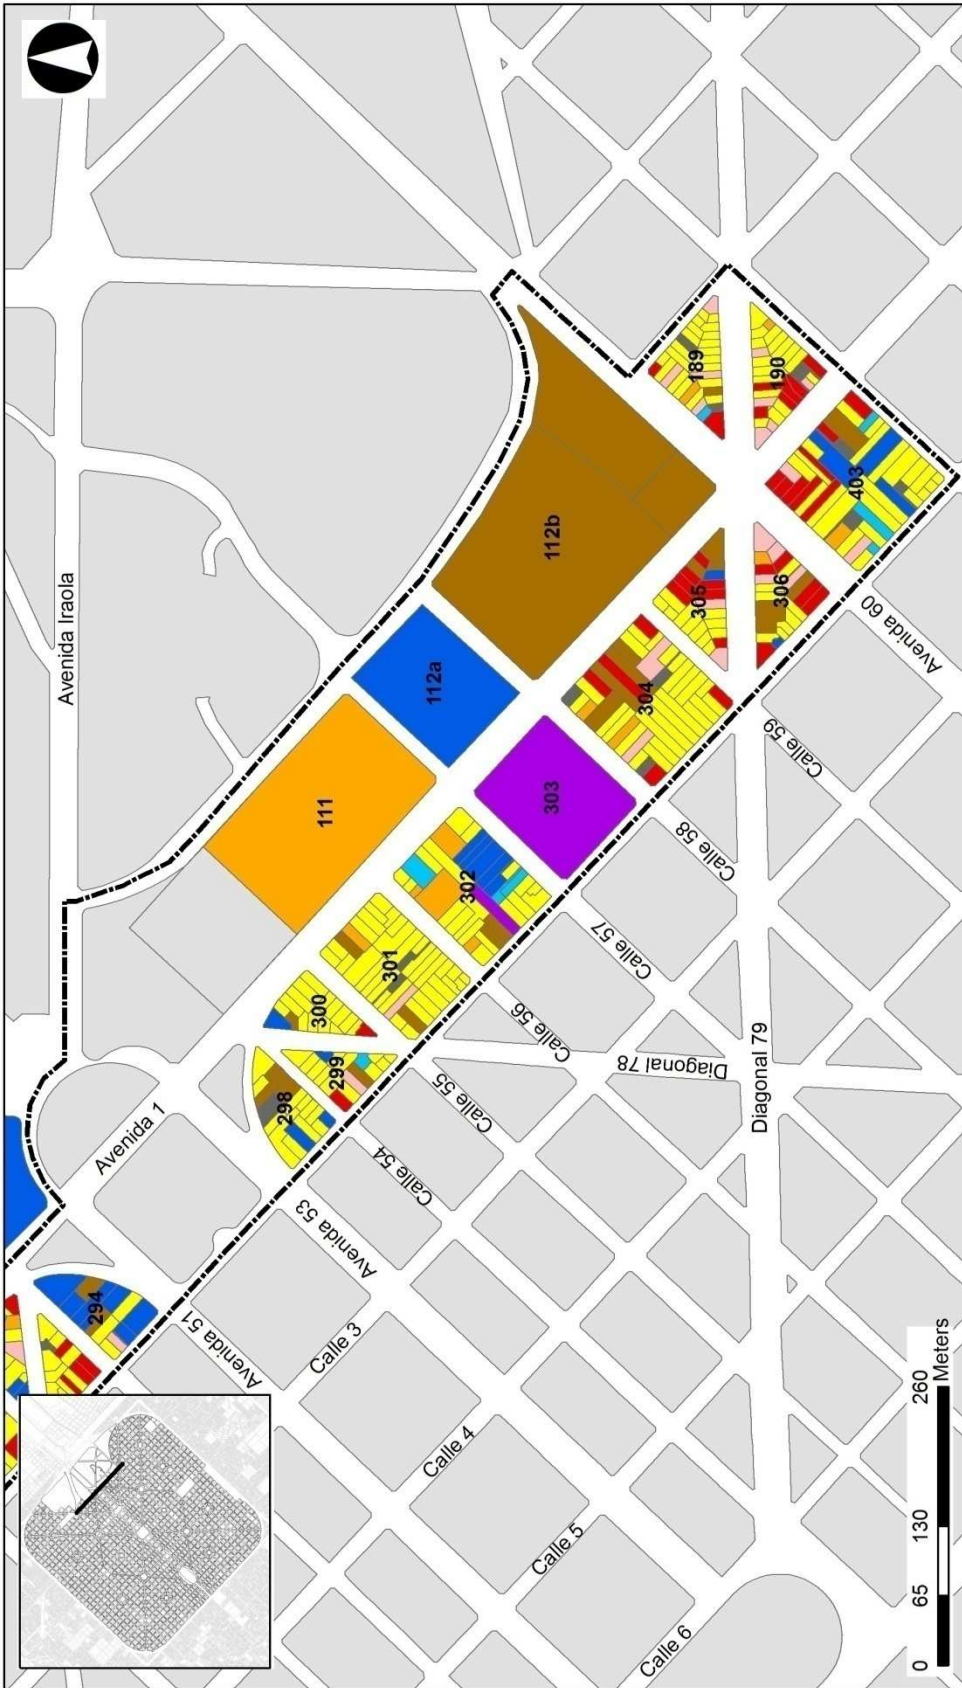 Avenida Iraola
189
190
112b
403
305
306
112a
304
Avenida 60
111
303
Calle 59
302
Calle 58
301
Calle 57
300
Calle 56
299
298
Diagonal 78
Diagonal 79
Calle 55
Avenida 1
Calle 54
Avenida 53
294
Avenida 51
Calle 3
Calle 4
Calle 5
Calle 6
0 65 130 260
Meters